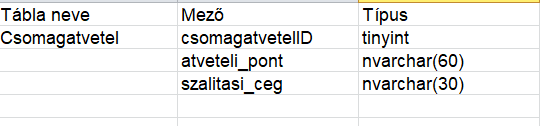 Tábla neve Mező Típus
Csomagatvetel csomagatvetelID tinyint
atveteli_pont nvarchar(60)
szalitasi_ceg nvarchar(30)